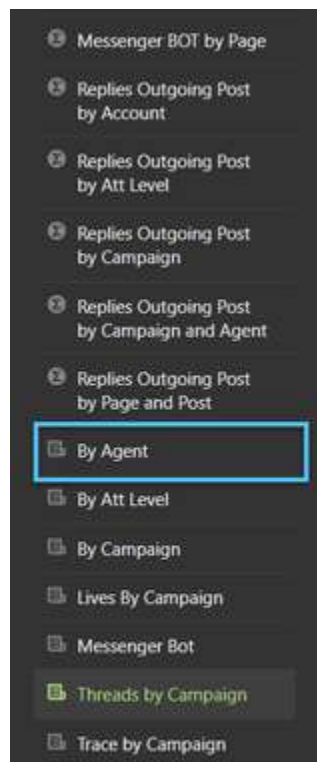 Messenger BOT by Page
Replies Outgoing Post
by Account
Replies Outgoing Post
by Att Level
Replies Outgoing Post
by Campaign
Replies Outgoing Post
by Campaign and Agent
Replies Outgoing Post
by Page and Post
By Agent
By Att Level
By Campaign
Lives By Campaign
Messenger Bot
Threads by Campaign
Trace by Campaign